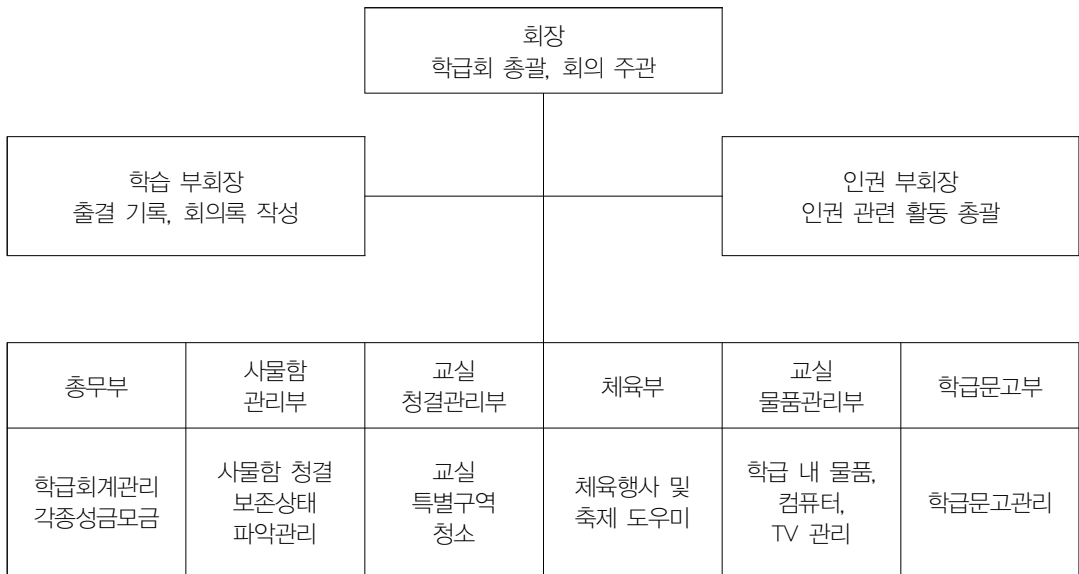 회장
학급회 총괄, 회의 주관
학습 부회장
출결 기록, 회의록 작성
인권 부회장
인권 관련 활동 총괄
총무부
사물함
관리부
교실
청결관리부
체육부
교실
물품관리부
학급문고부
학급회계관리
각종성금모금
사물함 청결
보존상태
파악관리
교실
특별구역
청소
체육행사 및
축제 도우미
학급 내 물품,
컴퓨터,
TV 관리
학급문고관리